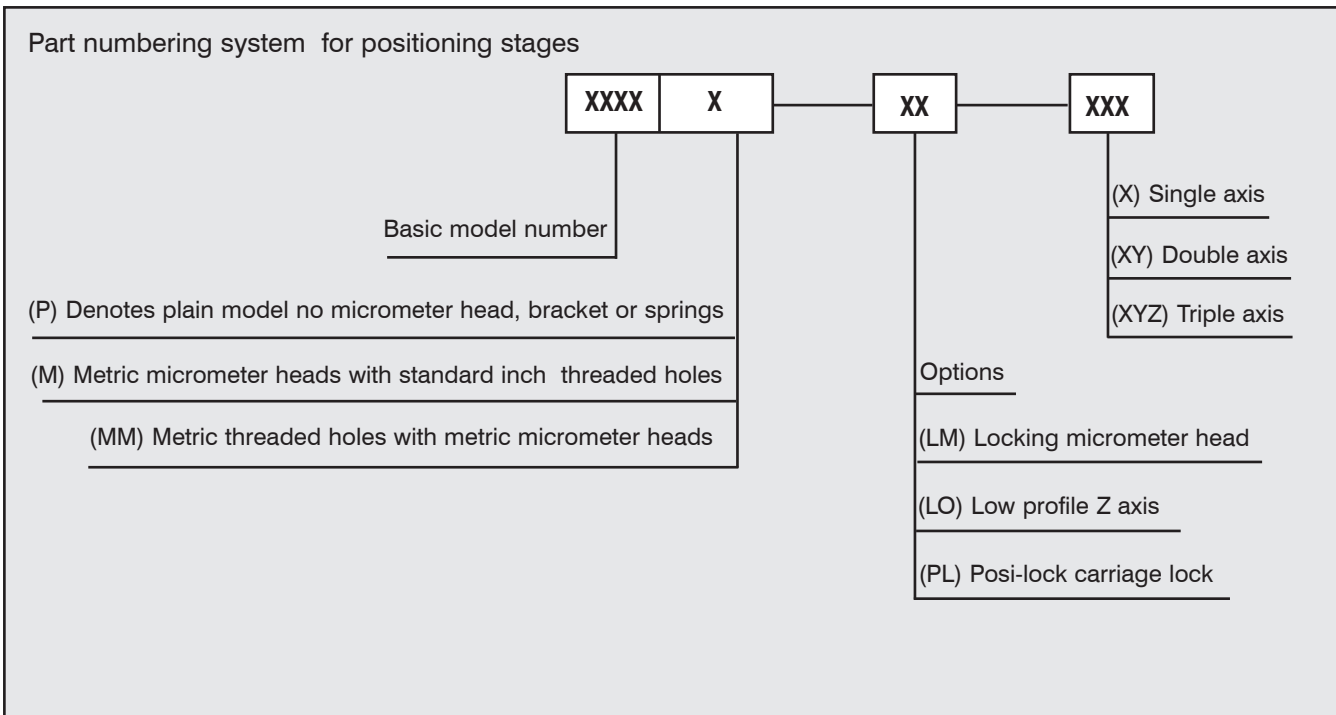 Part numbering system for positioning stages
XXXX X XX XXX
(X) Single axis
Basic model number
(XY) Double axis
(P) Denotes plain model no micrometer head, bracket or springs
(XYZ) Triple axis
(M) Metric micrometer heads with standard inch threaded holes
Options
(MM) Metric threaded holes with metric micrometer heads
(LM) Locking micrometer head
(LO) Low profile Z axis
(PL) Posi-lock carriage lock